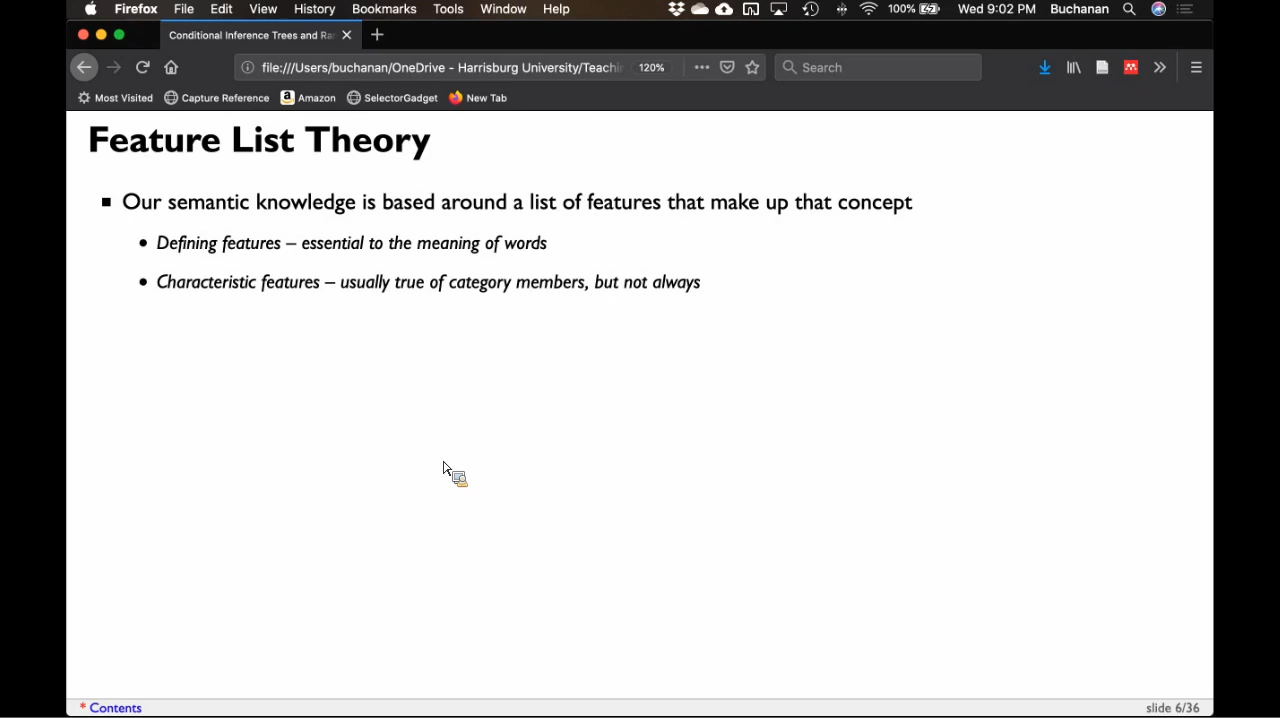 Firefox File Edit View History Bookmarks Tools Window Help 100% Wed 9:02 PM Buchanan
Conditional Inference Trees and Ra
file:///Users/buchanan/OneDrive - Harrisburg University/Teachi 120% Search
Most Visited Capture Reference Amazon SelectorGadget New Tab
Feature List Theory
Our semantic knowledge is based around a list of features that make up that concept
Defining features – essential to the meaning of words
Characteristic features – usually true of category members, but not always
* Contents slide 6/36